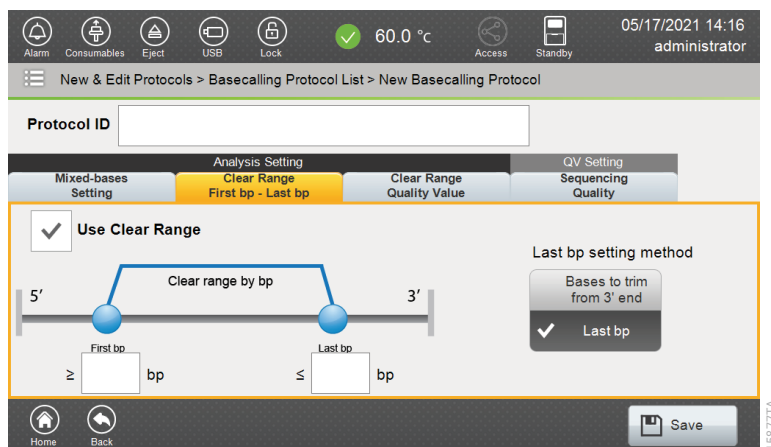 05/17/2021 14:16
60.0 °c
administrator
Alarm Consumables Eject USB Lock Access Standby
New & Edit Protocols > Basecalling Protocol List > New Basecalling Protocol
Protocol ID
Analysis Setting QV Setting
Mixed-bases Setting
Clear Range First bp - Last bp
Clear Range Quality Value
Sequencing Quality
Use Clear Range
Last bp setting method
Clear range by bp
Bases to trim
from 3' end
5′ 3′
Last bp
First bp Last bp
≥ bp ≤ bp
Home Back
Save